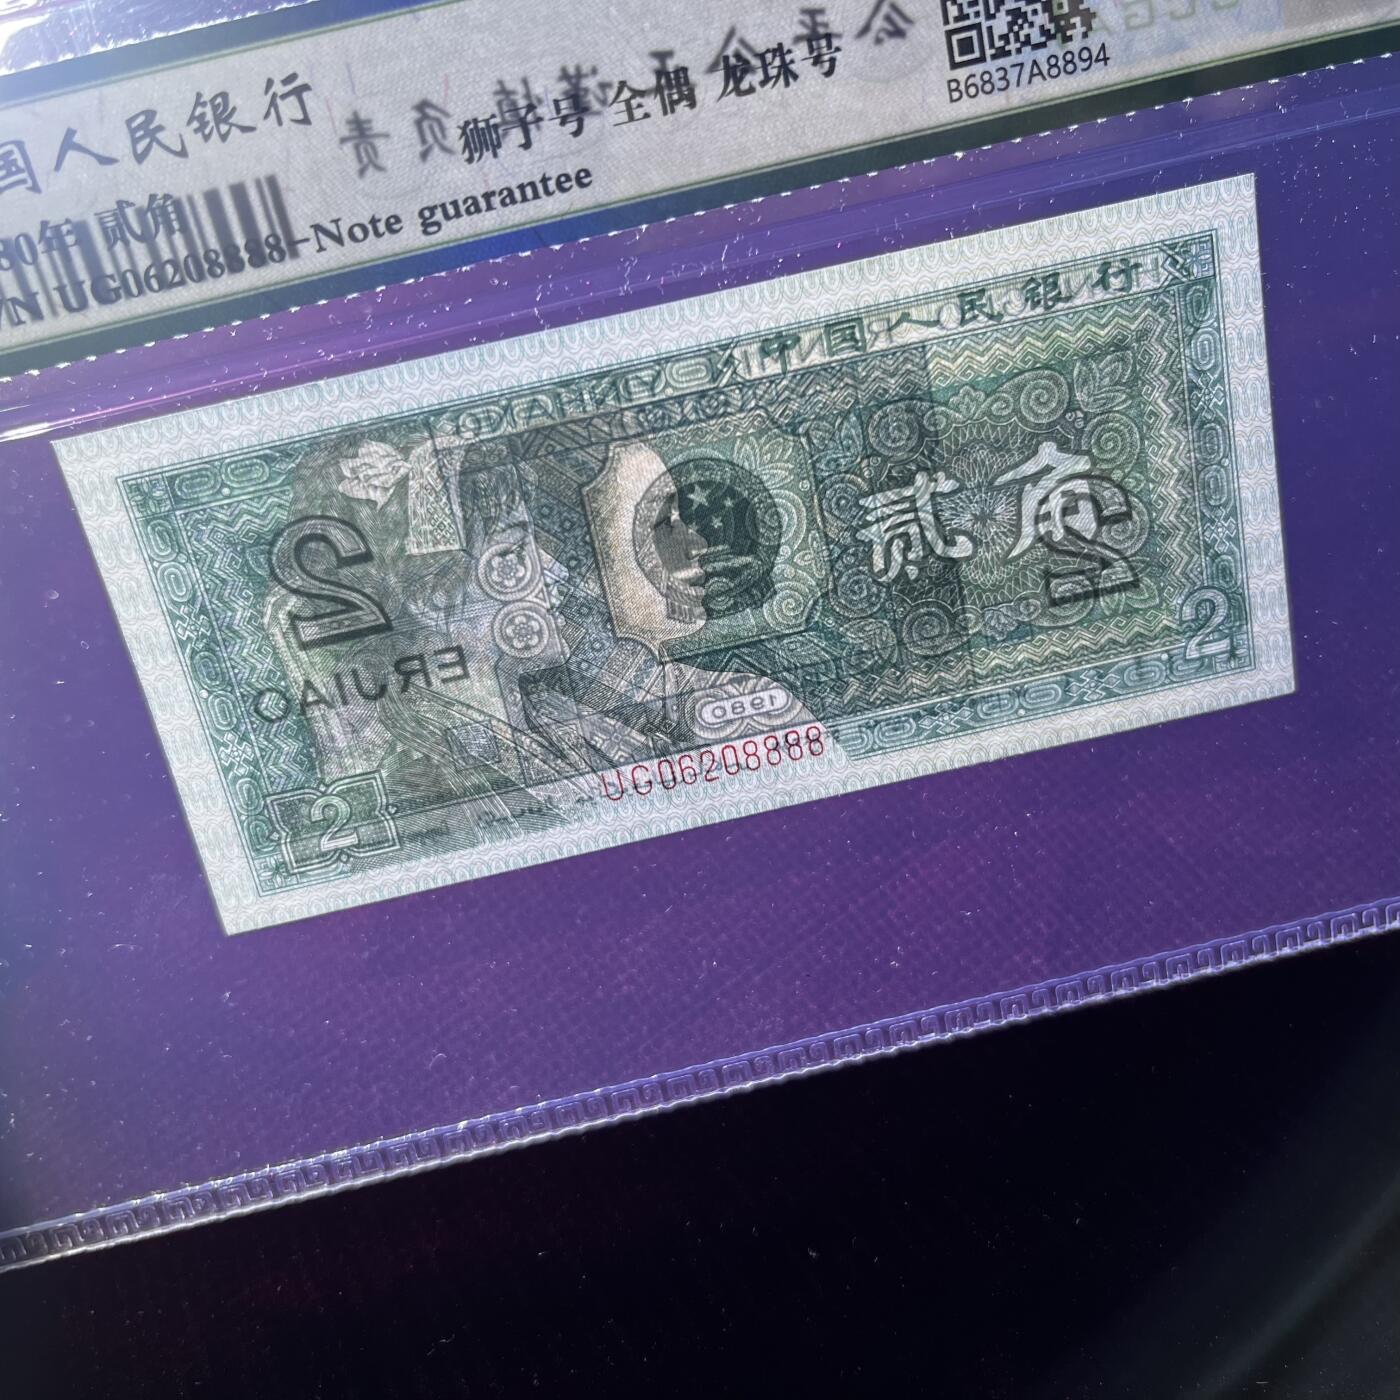 国人民银行
狮子号 全偶 龙珠号
B6837A8894
80年 贰角
/N UG06208888-Note guarantee
中国人民银行
贰角
2
ERJIAO
2
2
2
1980
UG06208888